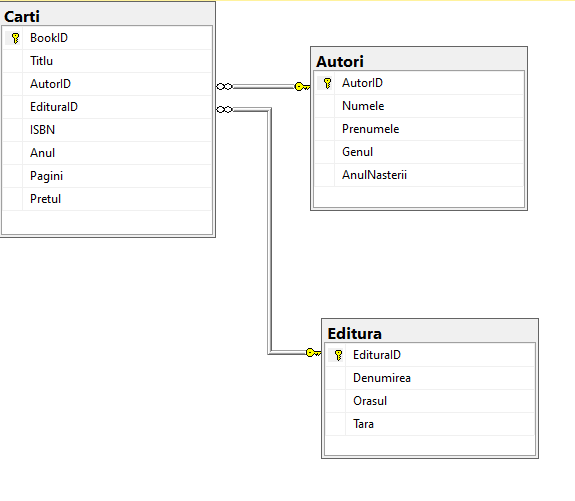 Carti
BookID
Titlu
AutorID
EdituraID
ISBN
Anul
Pagini
Pretul
Autori
AutorID
Numele
Prenumele
Genul
AnulNasterii
Editura
EdituraID
Denumirea
Orasul
Tara